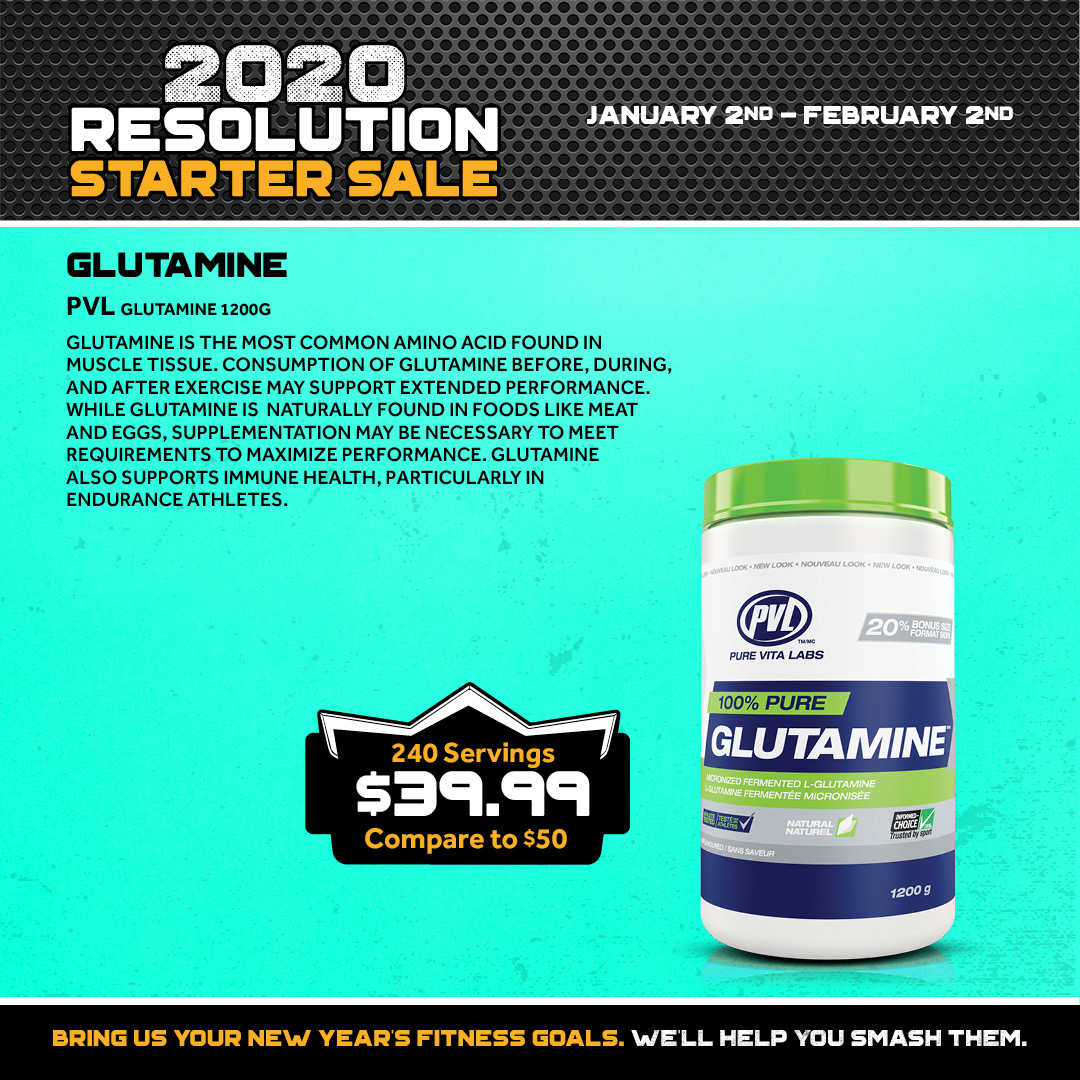 2020
RESOLUTION
STARTER SALE
JANUARY 2ND – FEBRUARY 2ND
GLUTAMINE
PVL GLUTAMINE 1200G
GLUTAMINE IS THE MOST COMMON AMINO ACID FOUND IN
MUSCLE TISSUE. CONSUMPTION OF GLUTAMINE BEFORE, DURING,
AND AFTER EXERCISE MAY SUPPORT EXTENDED PERFORMANCE.
WHILE GLUTAMINE IS NATURALLY FOUND IN FOODS LIKE MEAT
AND EGGS, SUPPLEMENTATION MAY BE NECESSARY TO MEET
REQUIREMENTS TO MAXIMIZE PERFORMANCE. GLUTAMINE
ALSO SUPPORTS IMMUNE HEALTH, PARTICULARLY IN
ENDURANCE ATHLETES.
NOUVEAU LOOK • NEW LOOK • NOUVEAU LOOK • NEW LOOK • NOUVEAU LOOK
PVL
TM/MC
PURE VITA LABS
20% BONUS SIZE
FORMAT BONI
100% PURE
GLUTAMINE
MICRONIZED FERMENTED L-GLUTAMINE
L-GLUTAMINE FERMENTÉE MICRONISÉE
TESTÉ
ATHLÈTES
NATURAL
NATUREL
INFORMED-
CHOICE
Trusted by sport
/ SANS SAVEUR
1200 g
240 Servings
$39.99
Compare to $50
BRING US YOUR NEW YEAR'S FITNESS GOALS. WE'LL HELP YOU SMASH THEM.